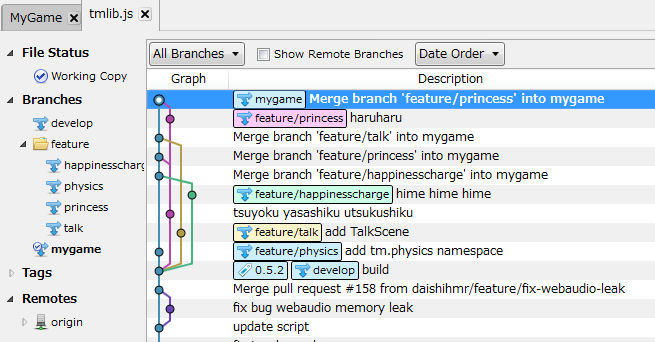 MyGame
tmlib.js
File Status
Working Copy
Branches
develop
feature
happinesscharge
physics
princess
talk
mygame
Tags
Remotes
origin
All Branches
Show Remote Branches
Date Order
Graph Description
mygame Merge branch 'feature/princess' into mygame
feature/princess haruharu
Merge branch 'feature/talk' into mygame
Merge branch 'feature/princess' into mygame
Merge branch 'feature/happinesscharge' into mygame
feature/happinesscharge hime hime hime
tsuyoku yasashiku utsukushiku
feature/talk add TalkScene
feature/physics add tm.physics namespace
0.5.2 develop build
Merge pull request #158 from daishihmr/feature/fix-webaudio-leak
fix bug webaudio memory leak
update script